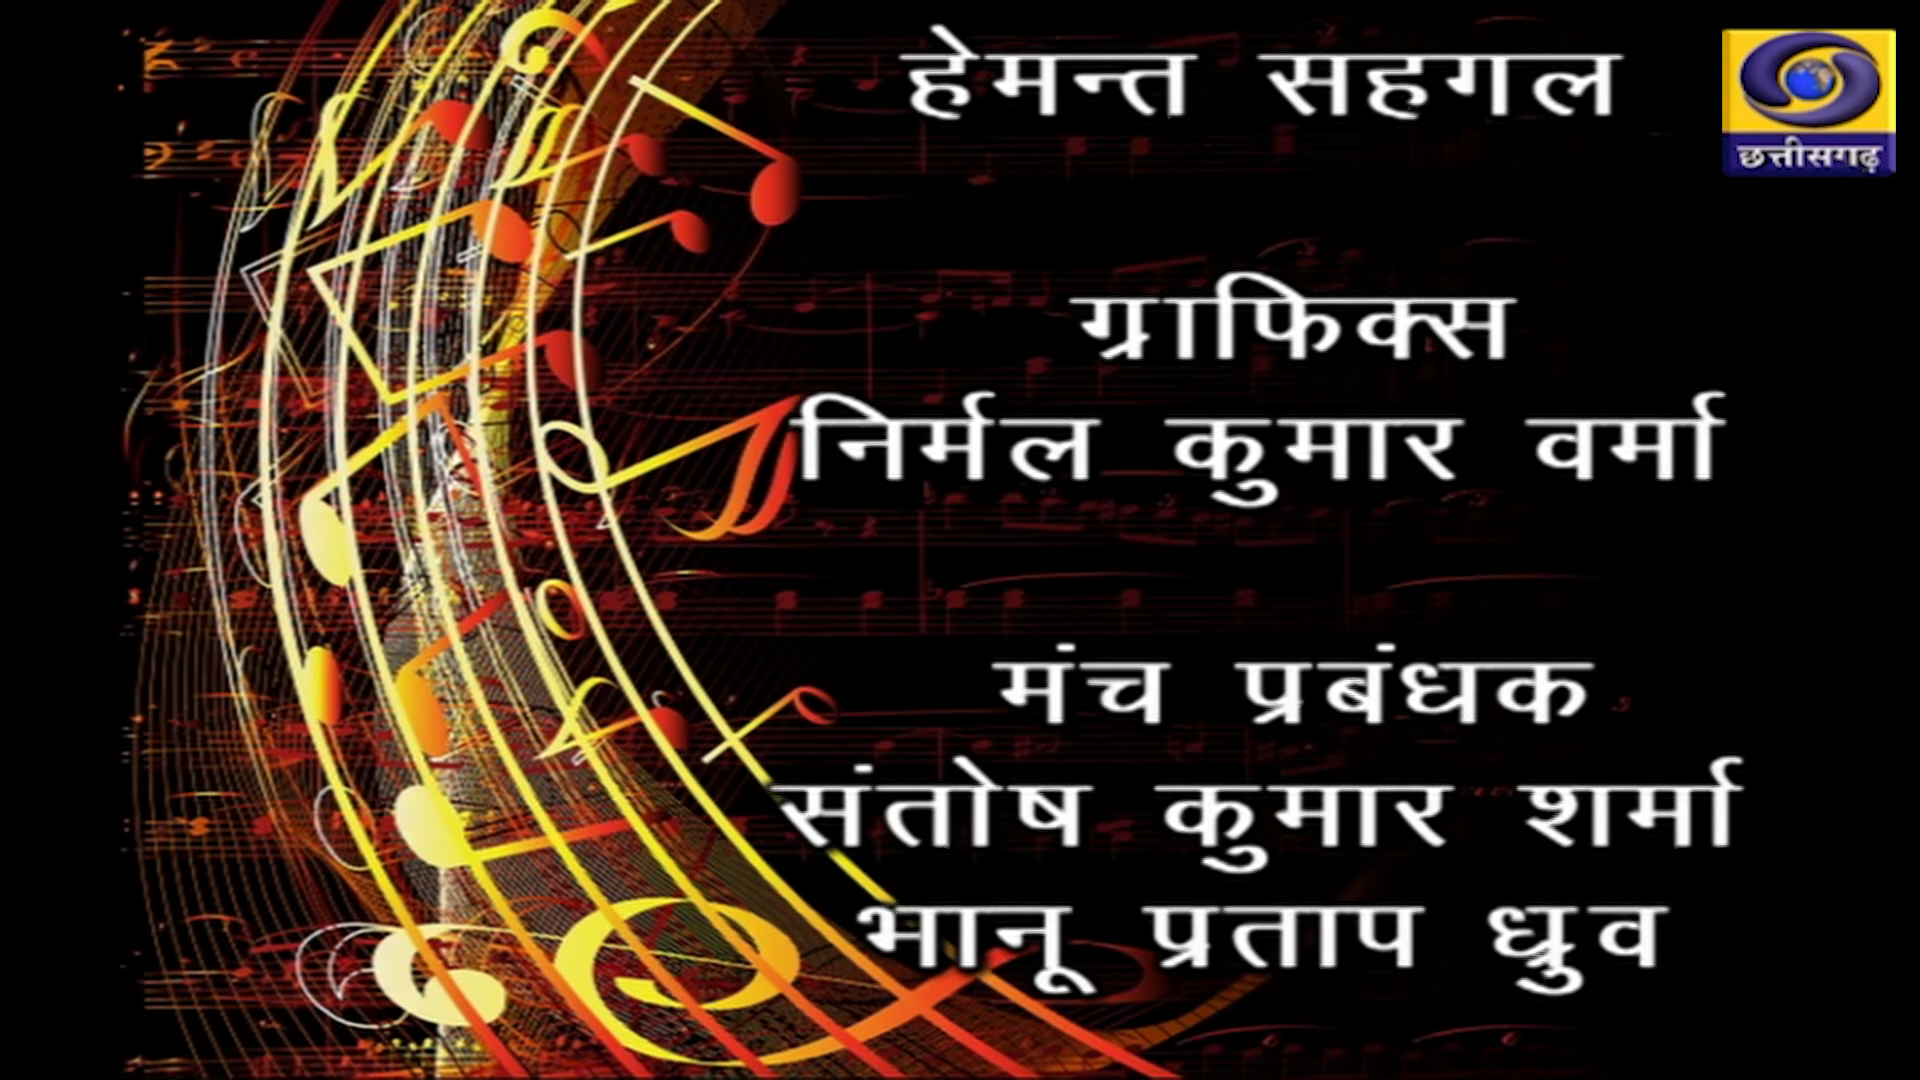 हेमन्त सहगल
छत्तीसगढ़
ग्राफिक्स
निर्मल कुमार वर्मा
मंच प्रबंधक
संतोष कुमार शर्मा
भानू प्रताप ध्रुव